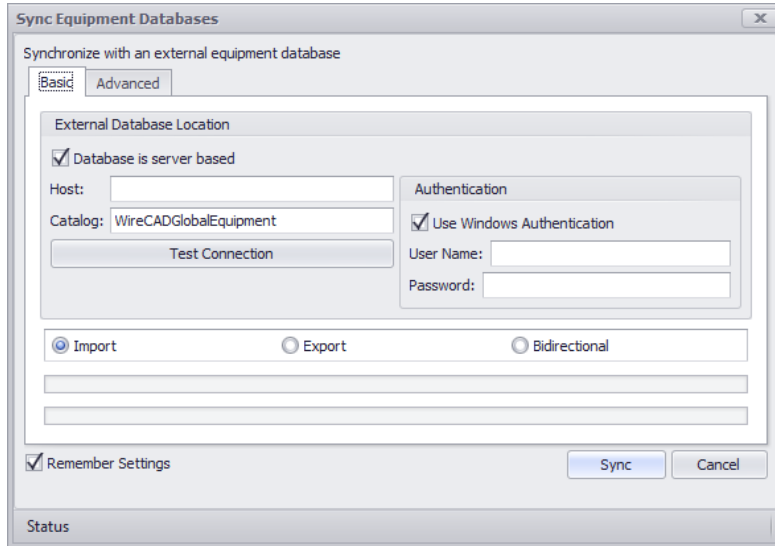 Sync Equipment Databases
x
Synchronize with an external equipment database
Basic Advanced
External Database Location
Database is server based
Host:
Catalog: WireCADGlobalEquipment
Test Connection
Authentication
Use Windows Authentication
User Name:
Password:
Import Export Bidirectional
Remember Settings
Sync Cancel
Status